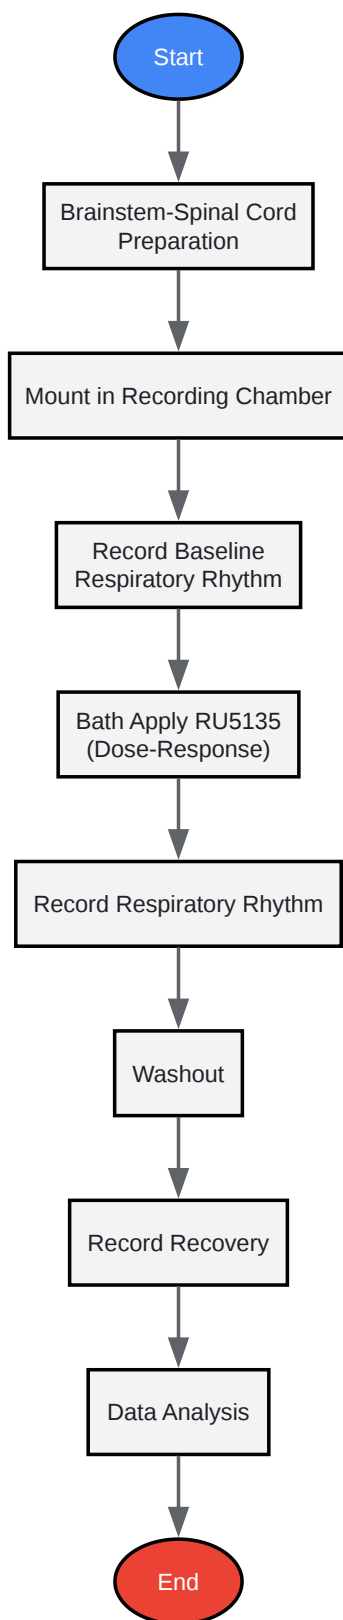 Start
Brainstem-Spinal Cord
Preparation
Mount in Recording Chamber
Record Baseline
Respiratory Rhythm
Bath Apply RU5135
(Dose-Response)
Record Respiratory Rhythm
Washout
Record Recovery
Data Analysis
End